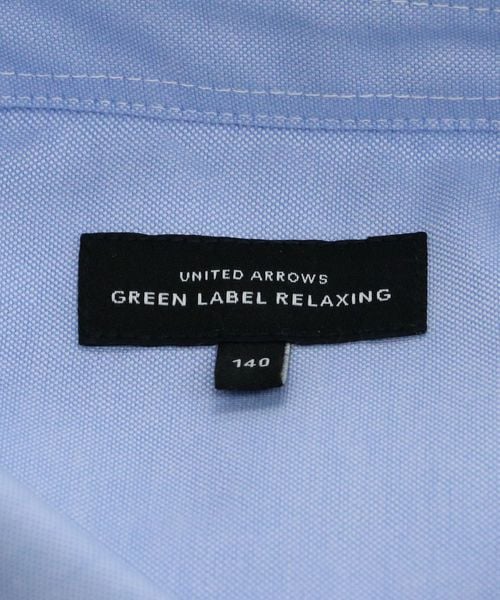 UNITED ARROWS
GREEN LABEL RELAXING
140